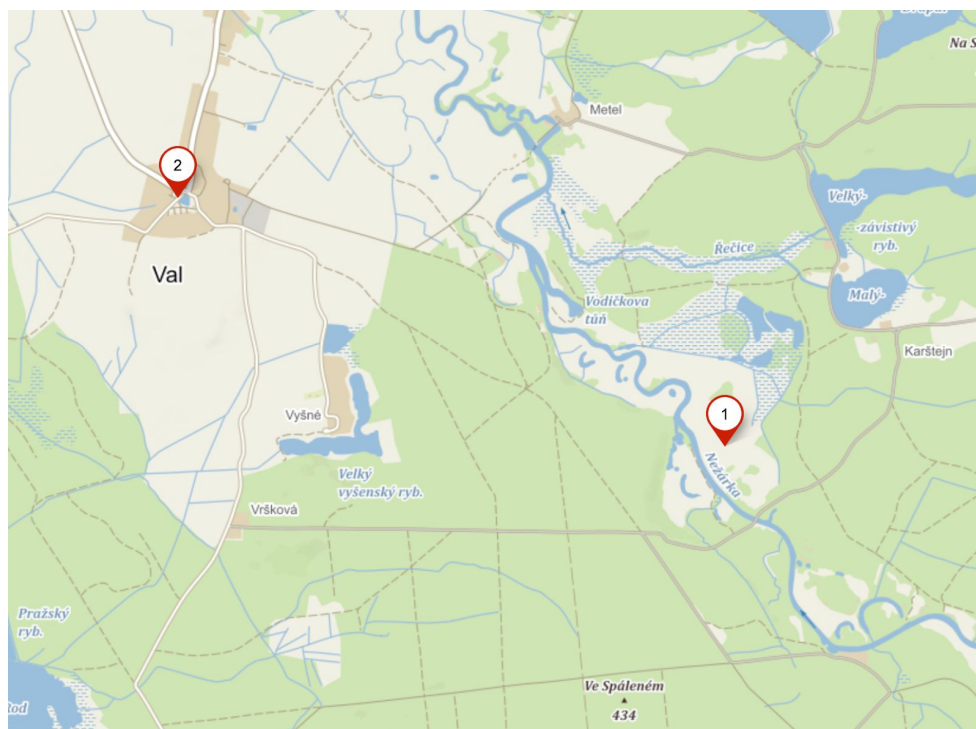 Na S
Metel
2
Velký-
-závistivý
ryb.
Řečice
Val
Malý-
Vodičkova
túň
Karštejn
Vyšné
1
Nežárka
Velký
vyšenský ryb.
Vršková
Pražský
ryb.
Ve Spáleném
434
Rod